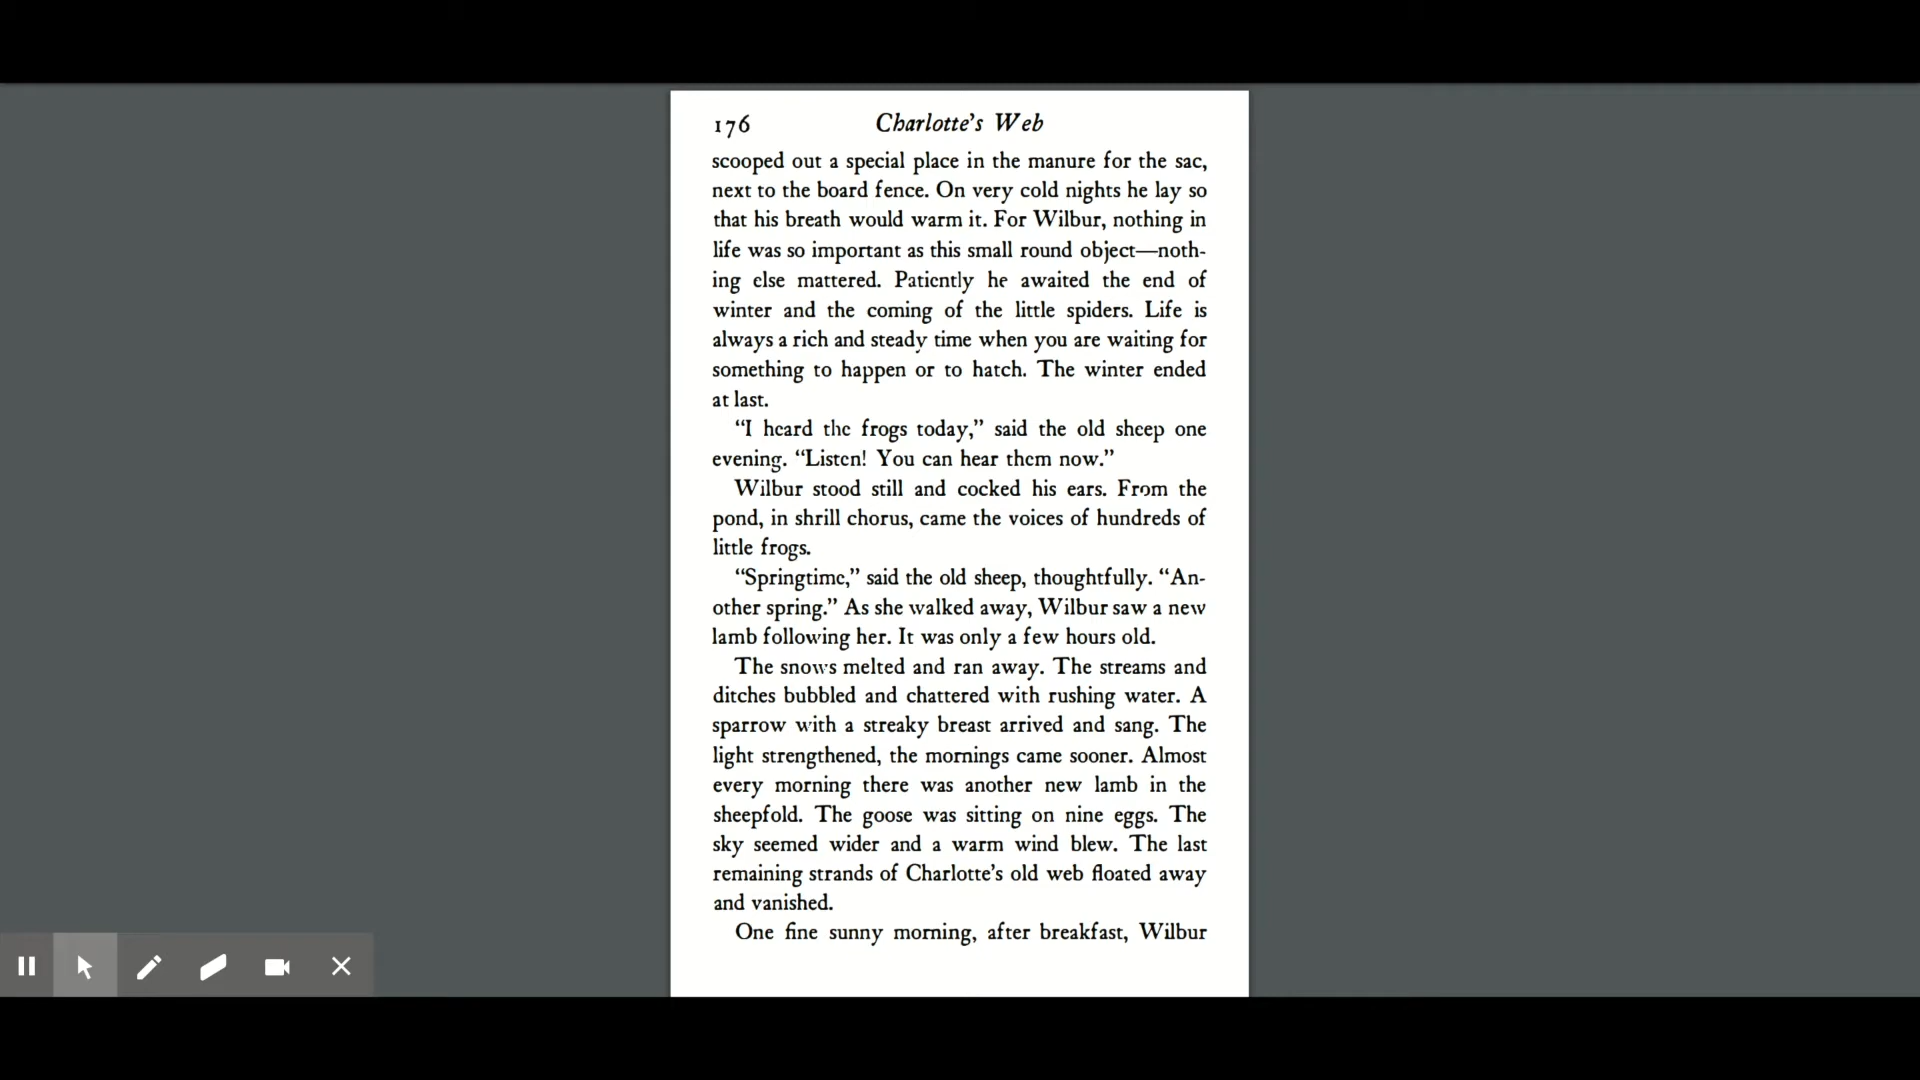 176 Charlotte's Web
scooped out a special place in the manure for the sac,
next to the board fence. On very cold nights he lay so
that his breath would warm it. For Wilbur, nothing in
life was so important as this small round object—noth-
ing else mattered. Patiently he awaited the end of
winter and the coming of the little spiders. Life is
always a rich and steady time when you are waiting for
something to happen or to hatch. The winter ended
at last.
“I heard the frogs today,” said the old sheep one
evening. “Listen! You can hear them now.”
Wilbur stood still and cocked his ears. From the
pond, in shrill chorus, came the voices of hundreds of
little frogs.
“Springtime,” said the old sheep, thoughtfully. “An-
other spring.” As she walked away, Wilbur saw a new
lamb following her. It was only a few hours old.
The snows melted and ran away. The streams and
ditches bubbled and chattered with rushing water. A
sparrow with a streaky breast arrived and sang. The
light strengthened, the mornings came sooner. Almost
every morning there was another new lamb in the
sheepfold. The goose was sitting on nine eggs. The
sky seemed wider and a warm wind blew. The last
remaining strands of Charlotte's old web floated away
and vanished.
One fine sunny morning, after breakfast, Wilbur